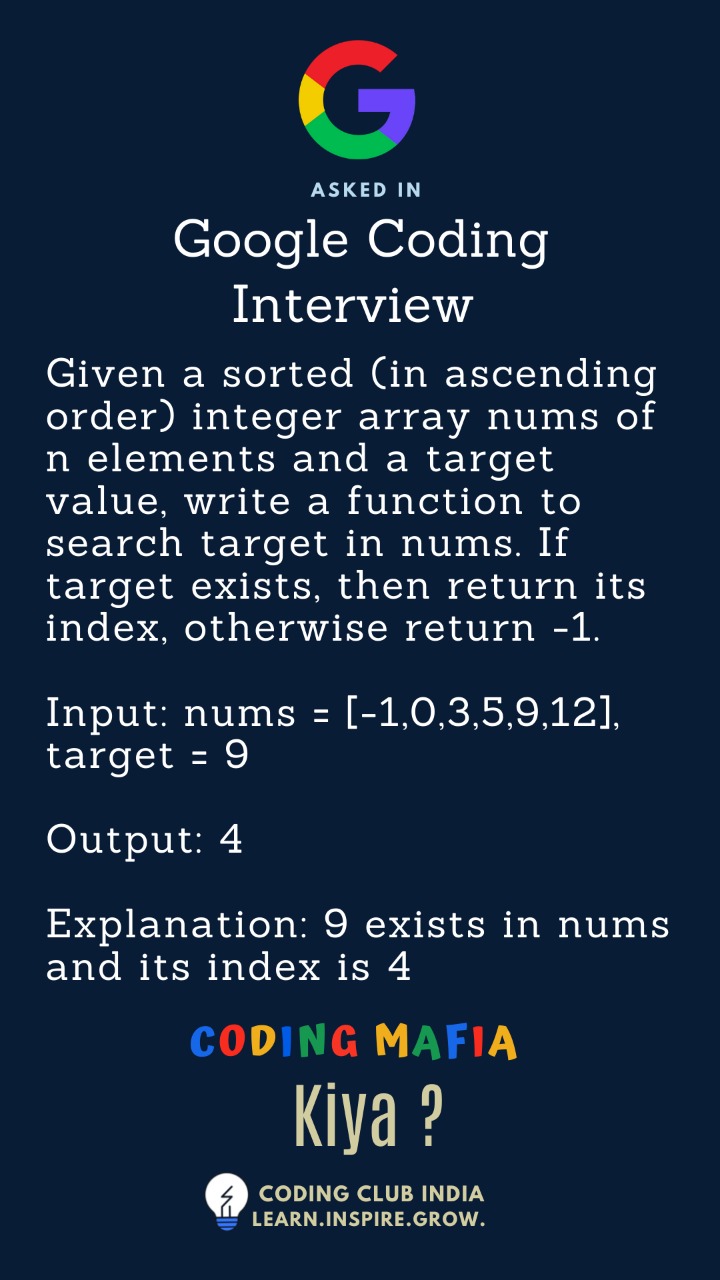 ASKED IN
Google Coding
Interview
Given a sorted (in ascending
order) integer array nums of
n elements and a target
value, write a function to
search target in nums. If
target exists, then return its
index, otherwise return -1.
Input: nums = [-1,0,3,5,9,12],
target = 9
Output: 4
Explanation: 9 exists in nums
and its index is 4
CODING MAFIA
Kiya ?
CODING CLUB INDIA
LEARN.INSPIRE.GROW.